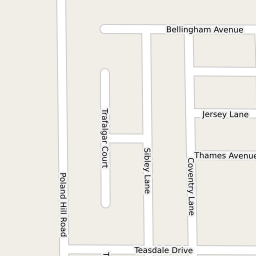 Bellingham Avenue
Jersey Lane
Trafalgar Court
Sibley Lane
Thames Avenue
Coventry Lane
Poland Hill Road
Teasdale Drive
T